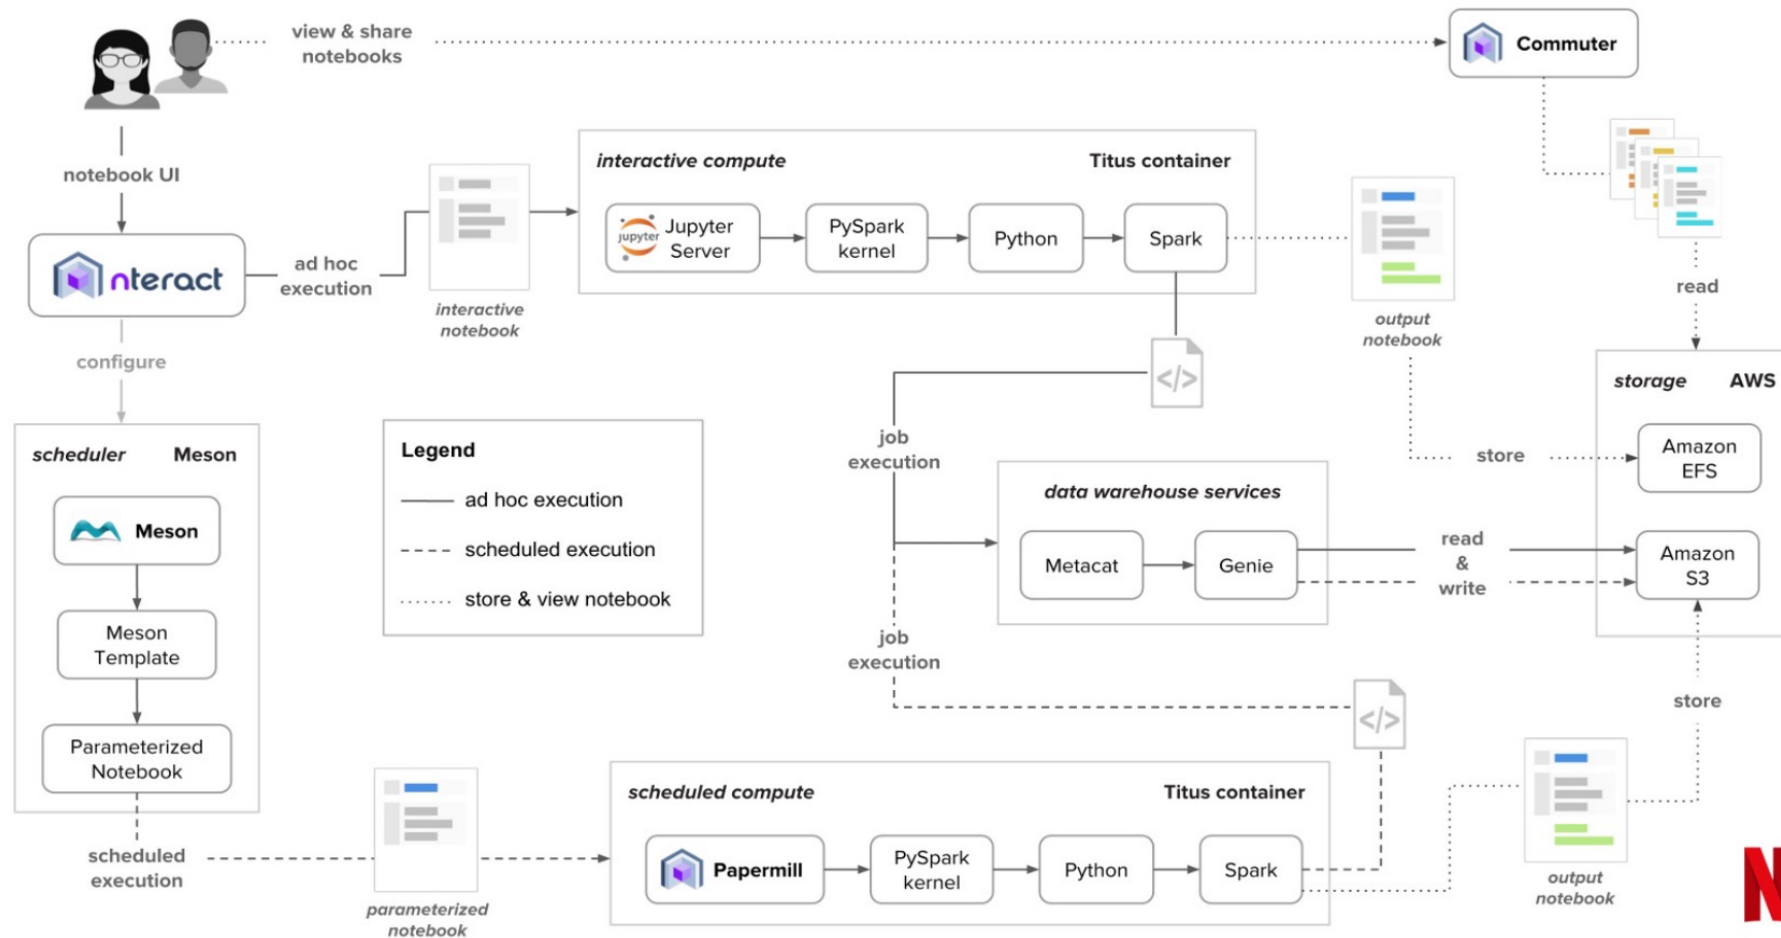 view & share
notebooks
Commuter
notebook UI
nteract
ad hoc
execution
interactive
notebook
interactive compute
Titus container
jupyter
Jupyter
Server
PySpark
kernel
Python
Spark
output
notebook
read
configure
</>
storage
AWS
Amazon
EFS
store
job
execution
scheduler
Meson
Meson
Meson
Template
Parameterized
Notebook
Legend
ad hoc execution
scheduled execution
store & view notebook
data warehouse services
Metacat
Genie
read
&
write
Amazon
S3
job
execution
</>
store
scheduled
execution
parameterized
notebook
scheduled compute
Titus container
Papermill
PySpark
kernel
Python
Spark
output
notebook
N